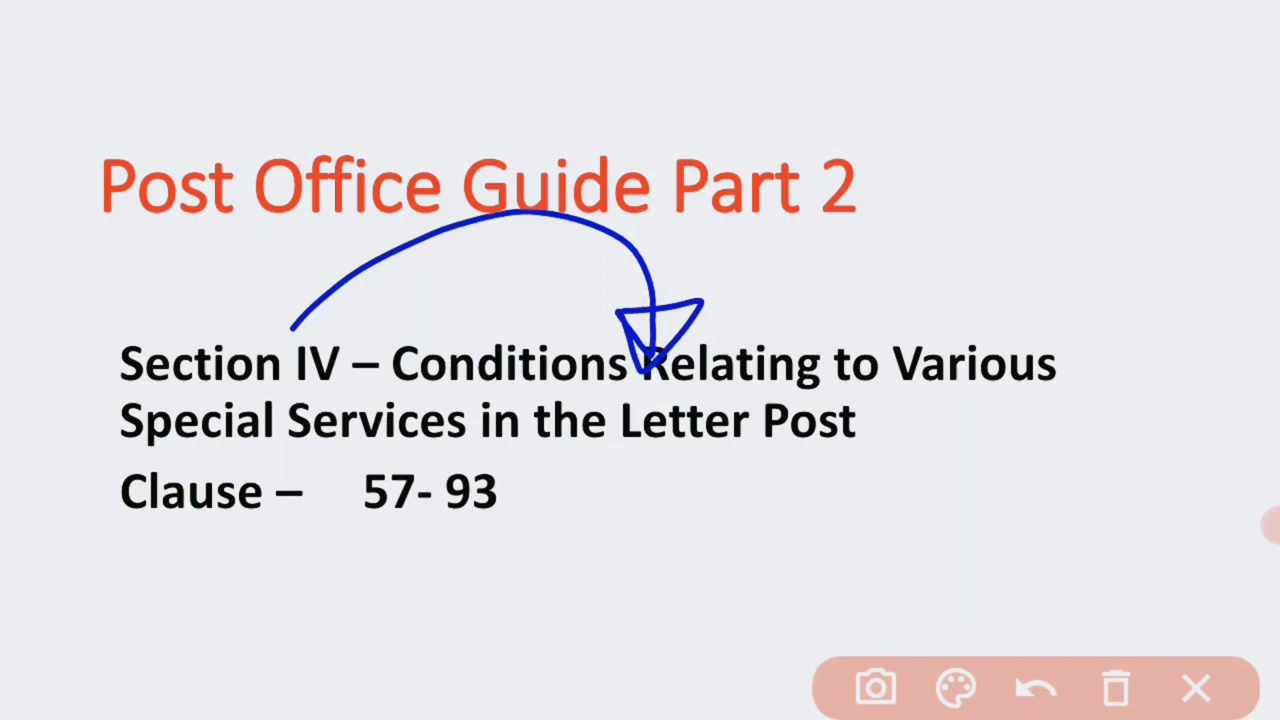 Post Office Guide Part 2
Section IV – Conditions Relating to Various
Special Services in the Letter Post
Clause – 57- 93